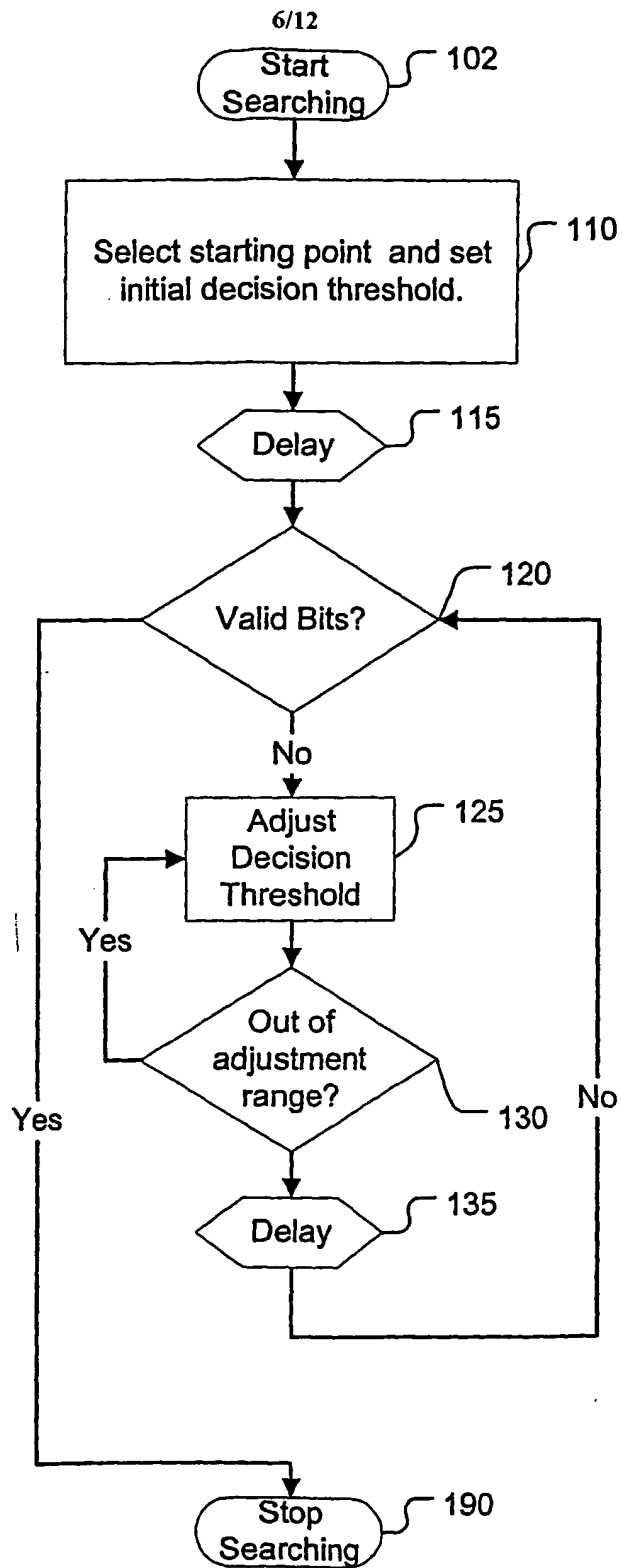 6/12
Start
Searching
102
Select starting point and set
initial decision threshold.
110
Delay
115
Valid Bits?
120
No
Adjust
Decision
Threshold
125
Yes
Out of
adjustment
range?
130
Yes
No
Delay
135
Stop
Searching
190